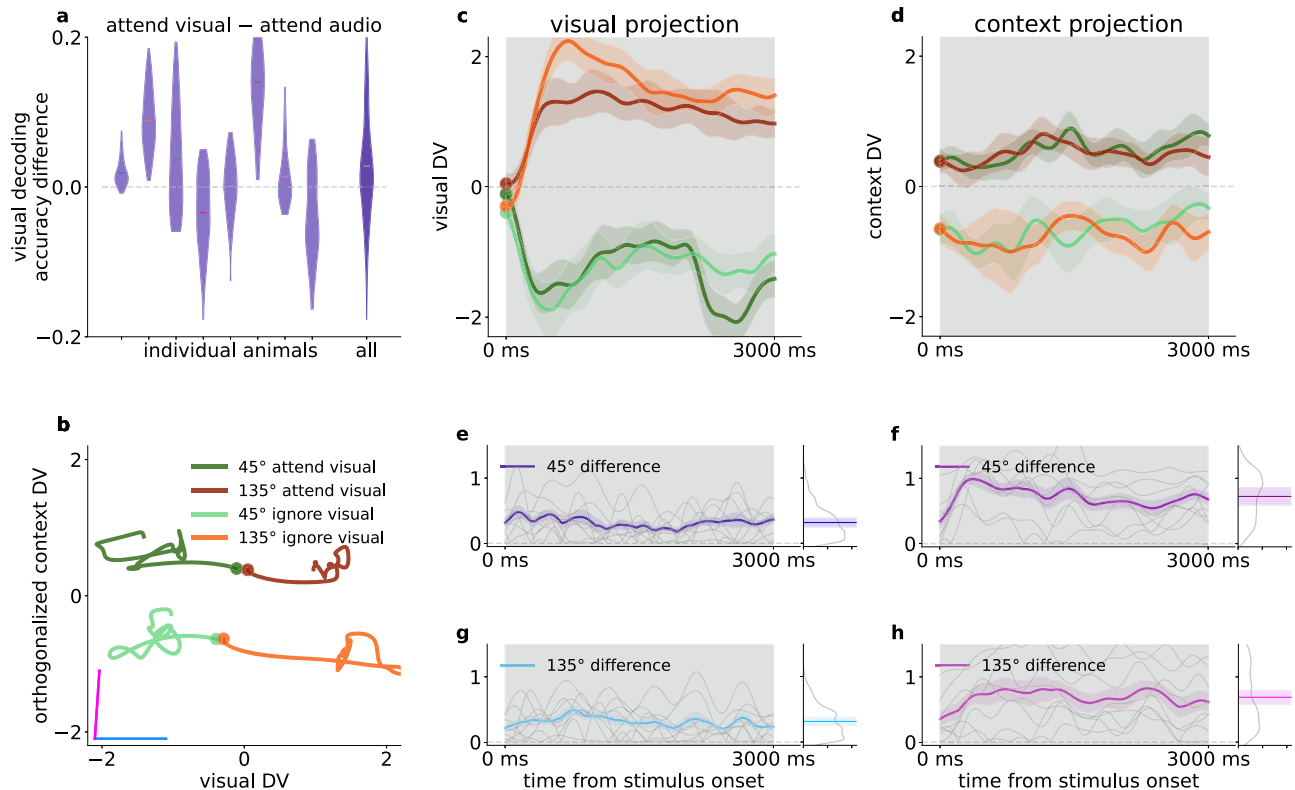 a
attend visual − attend audio
0.2
0.0
−0.2
visual decoding
accuracy difference
individual animals
all
c
visual projection
2
0
−2
visual DV
0 ms
3000 ms
d
context projection
2
0
−2
context DV
0 ms
3000 ms
b
2
0
−2
orthogonalized context DV
45° attend visual
135° attend visual
45° ignore visual
135° ignore visual
−2
0
2
visual DV
e
45° difference
1
0
0 ms
3000 ms
f
45° difference
1
0
0 ms
3000 ms
g
135° difference
1
0
0 ms
3000 ms
time from stimulus onset
h
135° difference
1
0
0 ms
3000 ms
time from stimulus onset